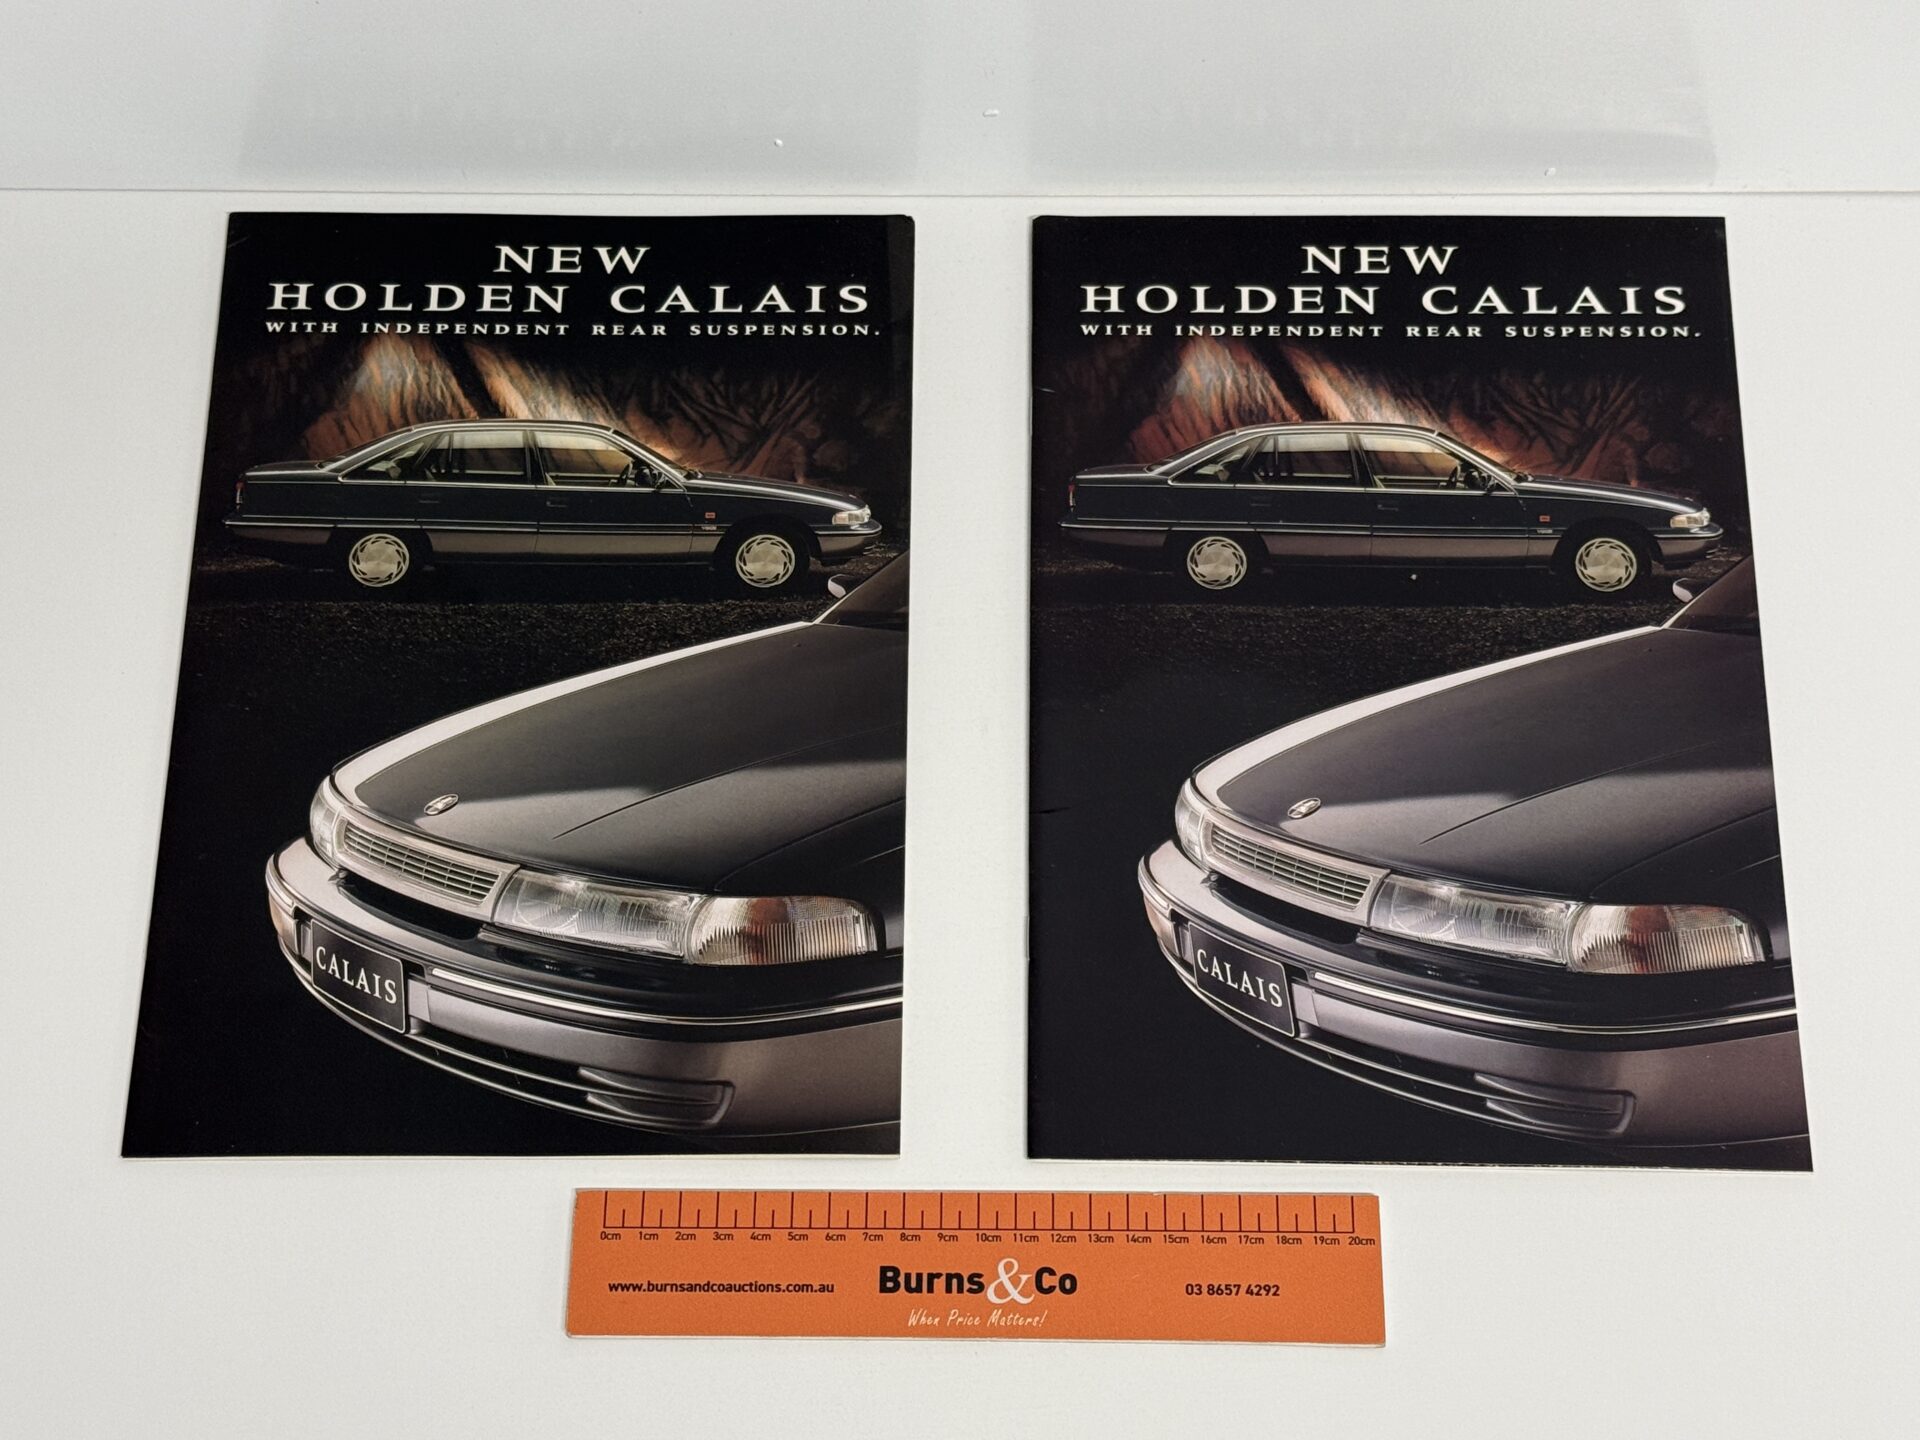 NEW
HOLDEN CALAIS
WITH INDEPENDENT REAR SUSPENSION.
CALAIS
NEW
HOLDEN CALAIS
WITH INDEPENDENT REAR SUSPENSION.
CALAIS
0cm 1cm 2cm 3cm 4cm 5cm 6cm 7cm 8cm 9cm 10cm 11cm 12cm 13cm 14cm 15cm 16cm 17cm 18cm 19cm 20cm
www.burnsandcoauctions.com.au Burns&Co 03 8657 4292
When Price Matters!